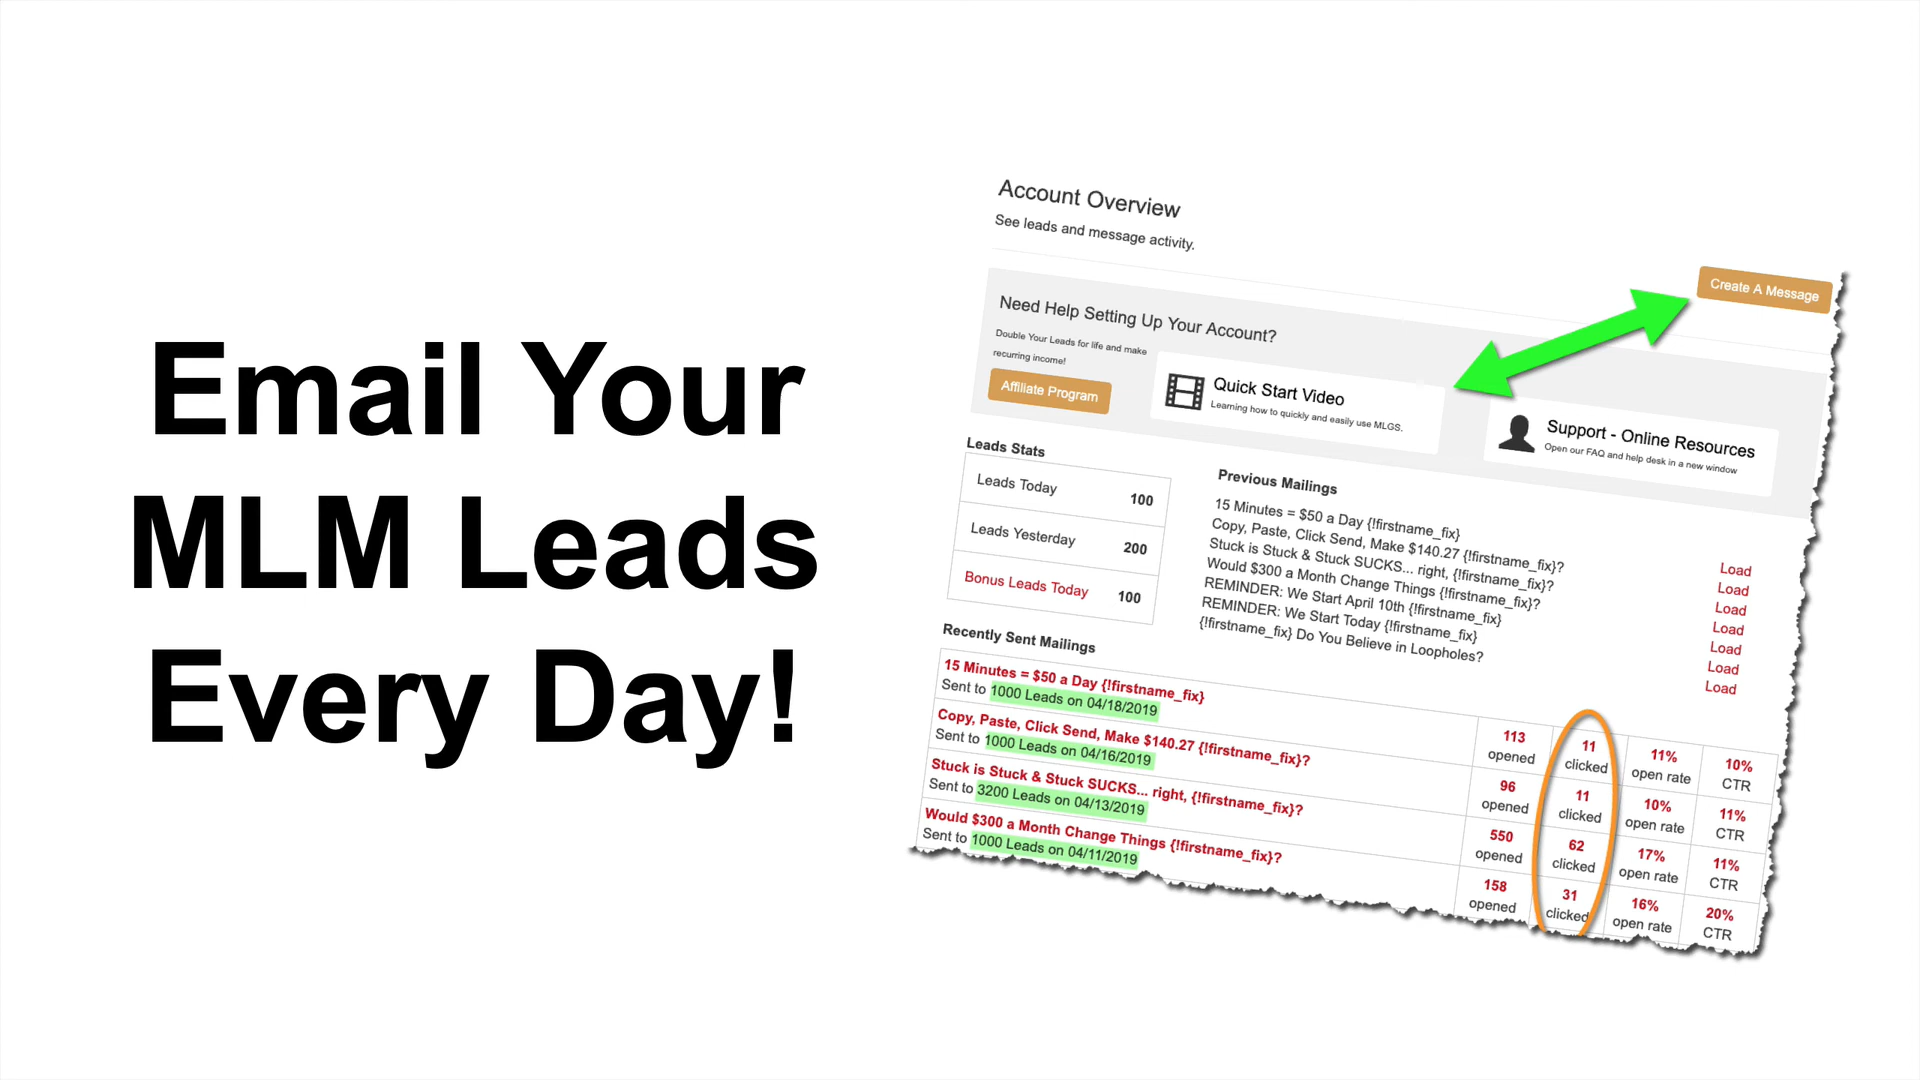 Email Your
MLM Leads
Every Day!
Account Overview
See leads and message activity.
Create A Message
Need Help Setting Up Your Account?
Double Your Leads for life and make
recurring income!
Affiliate Program
Quick Start Video
Learning how to quickly and easily use MLGS.
Support - Online Resources
Open our FAQ and help desk in a new window
Leads Stats
Leads Today 100
Leads Yesterday 200
Bonus Leads Today 100
Previous Mailings
15 Minutes = $50 a Day {!firstname_fix} Load
Copy, Paste, Click Send, Make $140.27 {!firstname_fix}? Load
Stuck is Stuck & Stuck SUCKS... right, {!firstname_fix}? Load
Would $300 a Month Change Things {!firstname_fix}? Load
REMINDER: We Start April 10th {!firstname_fix} Load
REMINDER: We Start Today {!firstname_fix} Load
{!firstname_fix} Do You Believe in Loopholes? Load
Recently Sent Mailings
15 Minutes = $50 a Day {!firstname_fix}
Sent to 1000 Leads on 04/18/2019
113 11 11% 10%
opened clicked open rate CTR
Copy, Paste, Click Send, Make $140.27 {!firstname_fix}?
Sent to 1000 Leads on 04/16/2019
96 11 10% 11%
opened clicked open rate CTR
Stuck is Stuck & Stuck SUCKS... right, {!firstname_fix}?
Sent to 3200 Leads on 04/13/2019
550 62 17% 11%
opened clicked open rate CTR
Would $300 a Month Change Things {!firstname_fix}?
Sent to 1000 Leads on 04/11/2019
158 31 16% 20%
opened clicked open rate CTR